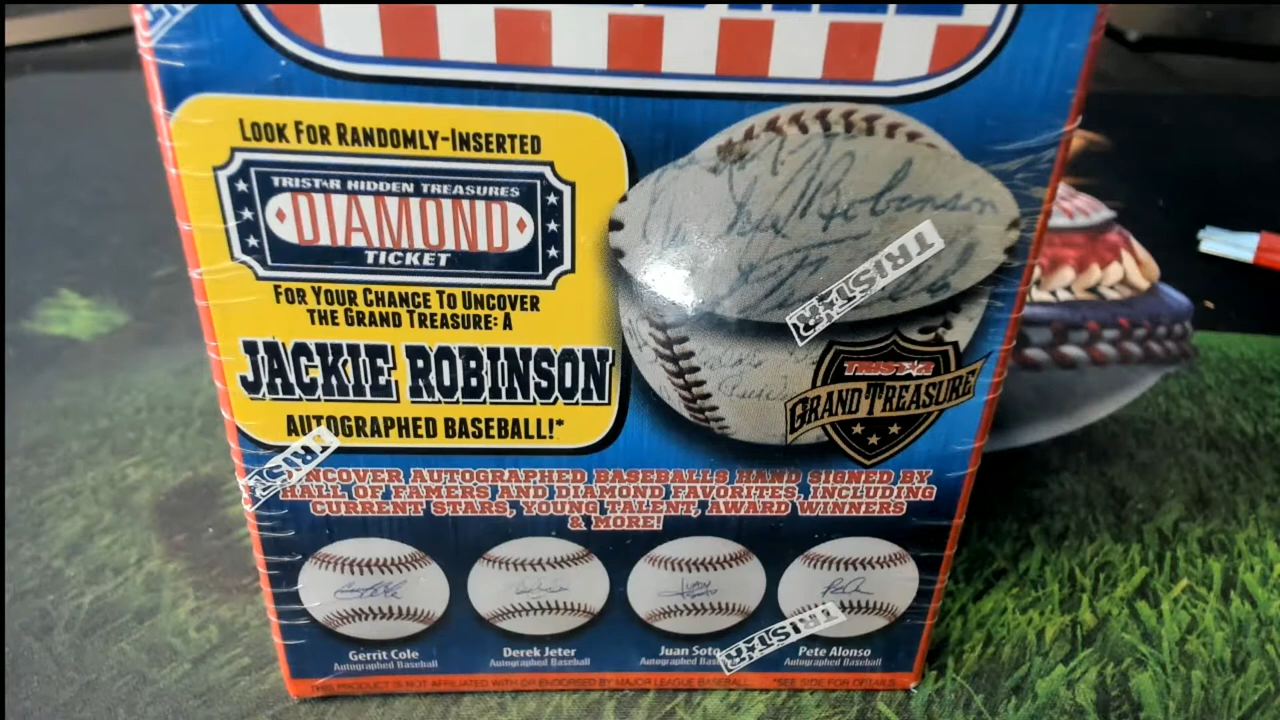 LOOK FOR RANDOMLY-INSERTED
TRISTAR HIDDEN TREASURES
DIAMOND
TICKET
FOR YOUR CHANCE TO UNCOVER
THE GRAND TREASURE: A
JACKIE ROBINSON
AUTOGRAPHED BASEBALL!*
Robinson
TRISTAR
TRISTAR
GRAND TREASURE
TRISTAR
UNCOVER AUTOGRAPHED BASEBALLS HAND SIGNED BY
HALL OF FAMERS AND DIAMOND FAVORITES, INCLUDING
CURRENT STARS, YOUNG TALENT, AWARD WINNERS
& MORE!
Gerrit Cole
Autographed Baseball
Derek Jeter
Autographed Baseball
Juan Soto
Autographed Baseball
Pete Alonso
Autographed Baseball
TRISTAR
THIS PRODUCT IS NOT AFFILIATED WITH OR ENDORSED BY MAJOR LEAGUE BASEBALL. *SEE SIDE FOR DETAILS.